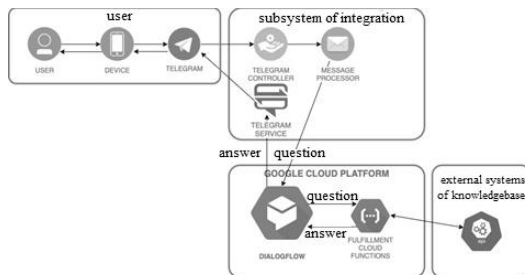 user
subsystem of integration
USER
DEVICE
TELEGRAM
TELEGRAM
CONTROLLER
MESSAGE
PROCESSOR
TELEGRAM
SERVICE
answer
question
GOOGLE CLOUD PLATFORM
question
answer
DIALOGFLOW
FULFILLMENT
CLOUD
FUNCTIONS
external systems
of knowledgebase